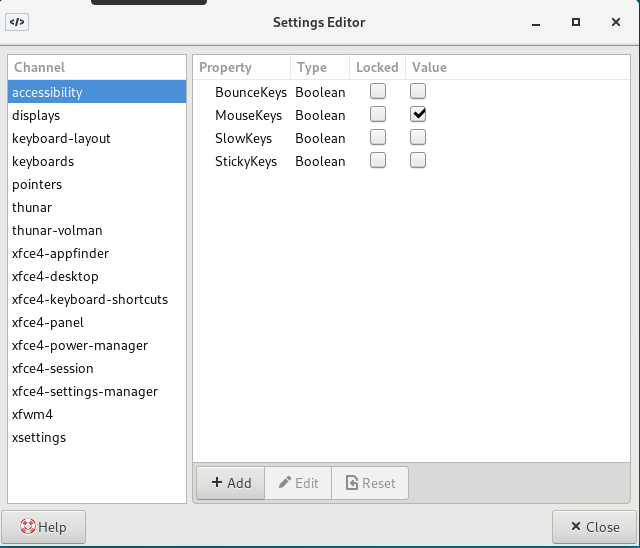 </> Settings Editor
Channel
accessibility
displays
keyboard-layout
keyboards
pointers
thunar
thunar-volman
xfce4-appfinder
xfce4-desktop
xfce4-keyboard-shortcuts
xfce4-panel
xfce4-power-manager
xfce4-session
xfce4-settings-manager
xfwm4
xsettings
Property Type Locked Value
BounceKeys Boolean
MouseKeys Boolean
SlowKeys Boolean
StickyKeys Boolean
+ Add Edit Reset
Help Close